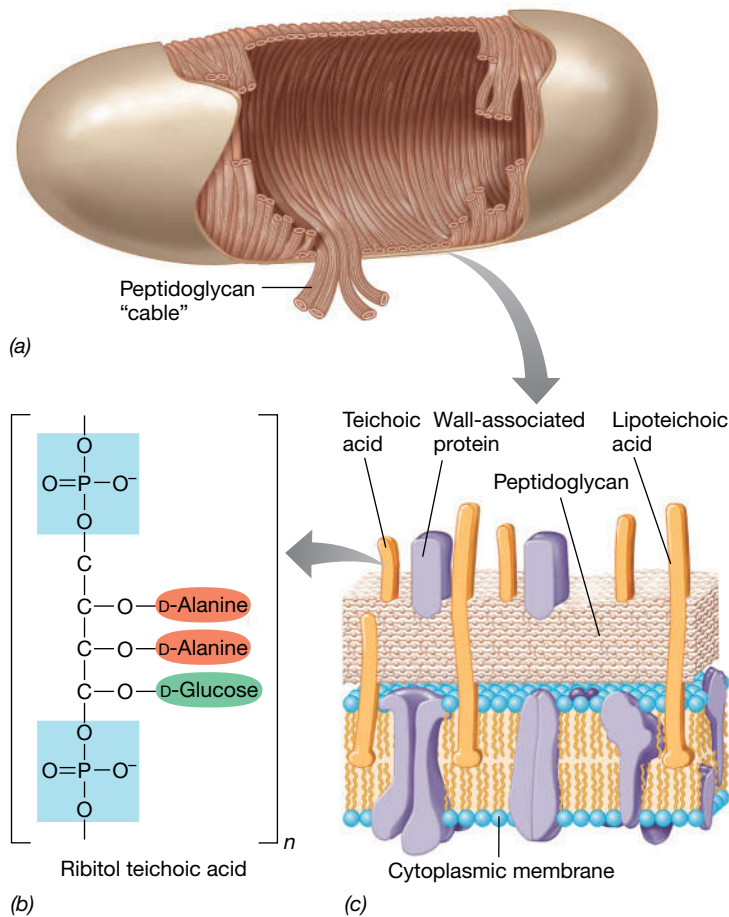 Peptidoglycan
“cable”
(a)
O
O=P—O⁻
O
C
C—O—D-Alanine
C—O—D-Alanine
C—O—D-Glucose
O
O=P—O⁻
O
n
Ribitol teichoic acid
(b)
Teichoic
acid
Wall-associated
protein
Lipoteichoic
acid
Peptidoglycan
Cytoplasmic membrane
(c)